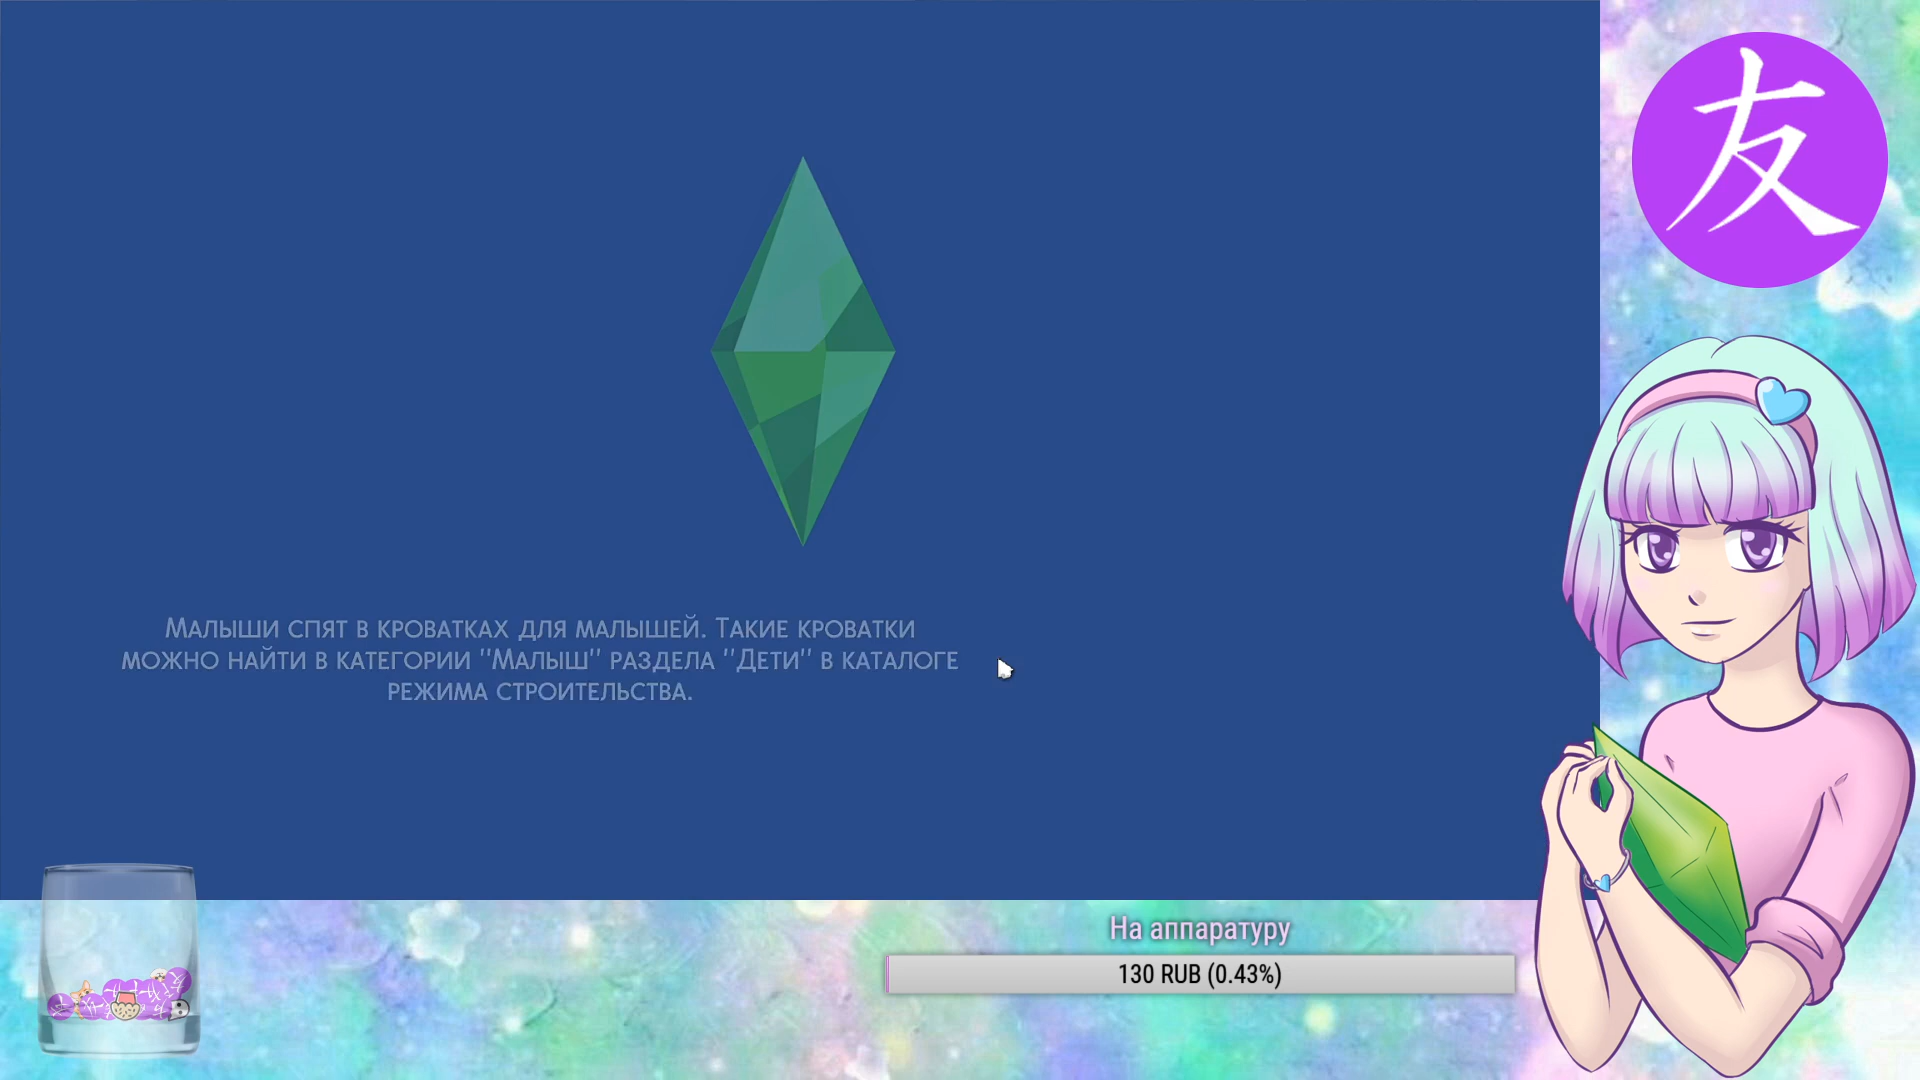 友
Малыши спят в кроватках для малышей. Такие кроватки
можно найти в категории "Малыш" раздела "Дети" в каталоге
режима строительства.
На аппаратуру
130 RUB (0.43%)